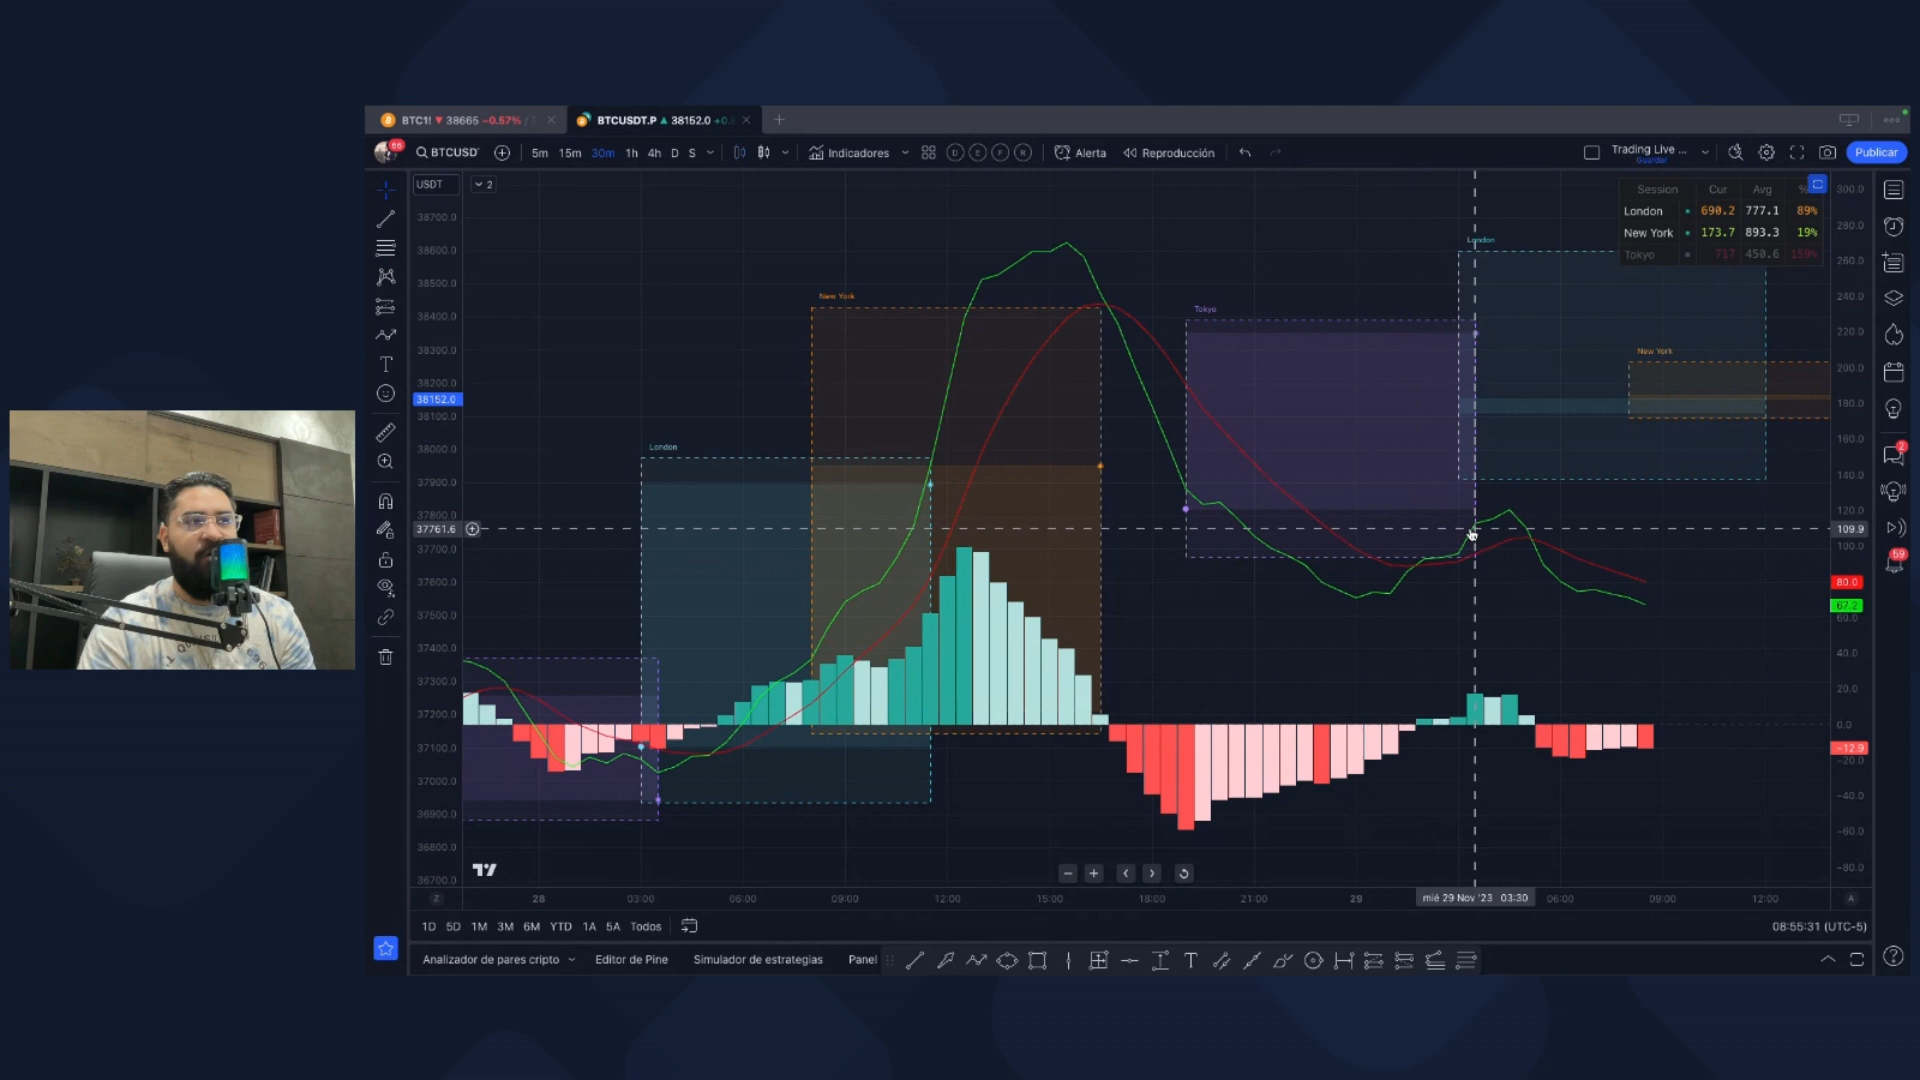 BTC1! ▼ 38665 −0.57% /
BTCUSDT.P ▲ 38152.0
66
BTCUSD
5m 15m 30m 1h 4h D S
Indicadores
D E F R
Alerta
Reproducción
Trading Live ...
Guardar
Publicar
USDT
2
Session Cur Avg %
London 690.2 777.1 89%
New York 173.7 893.3 19%
Tokyo 717 450.6 159%
38700.0
38600.0
38500.0
38400.0
38300.0
38200.0
38152.0
38100.0
38000.0
37900.0
37800.0
37761.6
37700.0
37600.0
37500.0
37400.0
37300.0
37200.0
37100.0
37000.0
36900.0
36800.0
36700.0
London
New York
Tokyo
London
New York
300.0
280.0
260.0
240.0
220.0
200.0
180.0
160.0
140.0
120.0
109.9
100.0
80.0
67.2
60.0
40.0
20.0
0.0
−12.9
−20.0
−40.0
−60.0
−80.0
2
59
Z 28 03:00 06:00 09:00 12:00 15:00 18:00 21:00 29 mié 29 Nov '23 03:30 06:00 09:00 12:00 A
1D 5D 1M 3M 6M YTD 1A 5A Todos
08:55:31 (UTC-5)
Analizador de pares cripto Editor de Pine Simulador de estrategias Panel